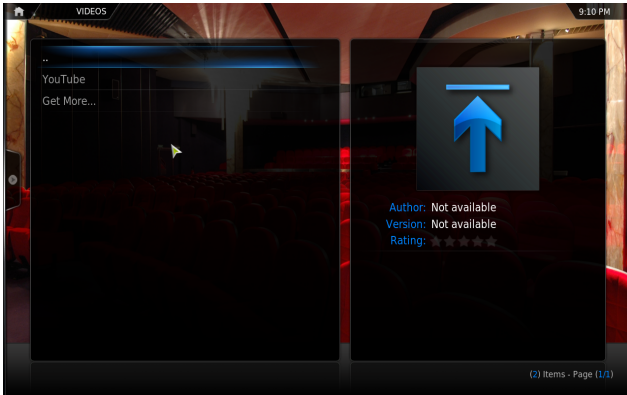 VIDEOS
9:10 PM
..
YouTube
Get More...
Author: Not available
Version: Not available
Rating:
(2) Items - Page (1/1)